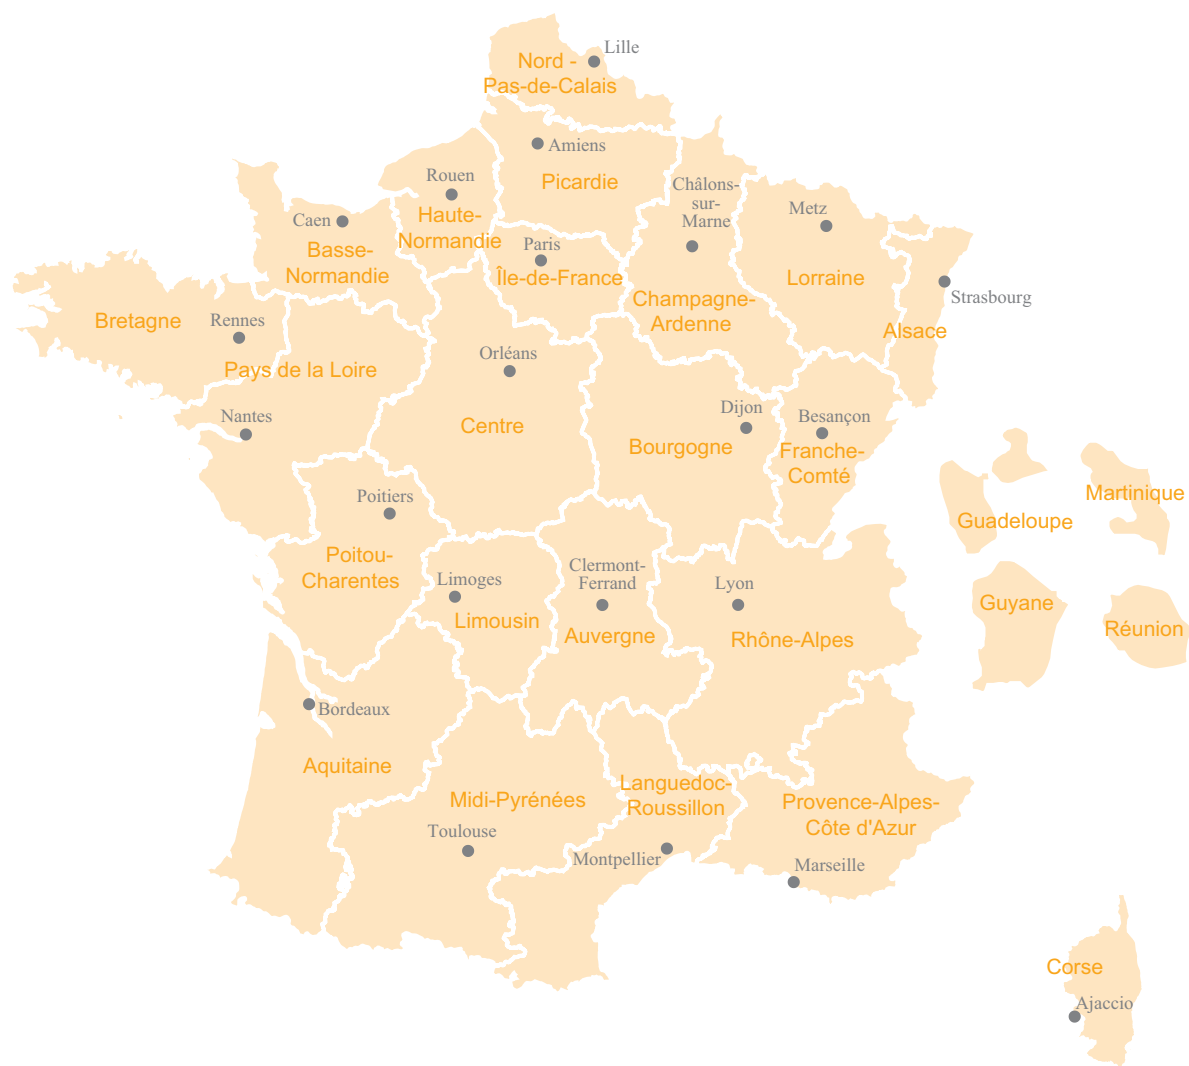 Lille
Nord -
Pas-de-Calais
Amiens
Picardie
Rouen
Haute-
Normandie
Caen
Basse-
Normandie
Paris
Île-de-France
Châlons-
sur-
Marne
Champagne-
Ardenne
Metz
Lorraine
Strasbourg
Alsace
Bretagne
Rennes
Pays de la Loire
Nantes
Orléans
Centre
Dijon
Bourgogne
Besançon
Franche-
Comté
Poitiers
Poitou-
Charentes
Limoges
Limousin
Clermont-
Ferrand
Auvergne
Lyon
Rhône-Alpes
Guadeloupe
Martinique
Guyane
Réunion
Bordeaux
Aquitaine
Midi-Pyrénées
Toulouse
Languedoc-
Roussillon
Montpellier
Provence-Alpes-
Côte d'Azur
Marseille
Corse
Ajaccio